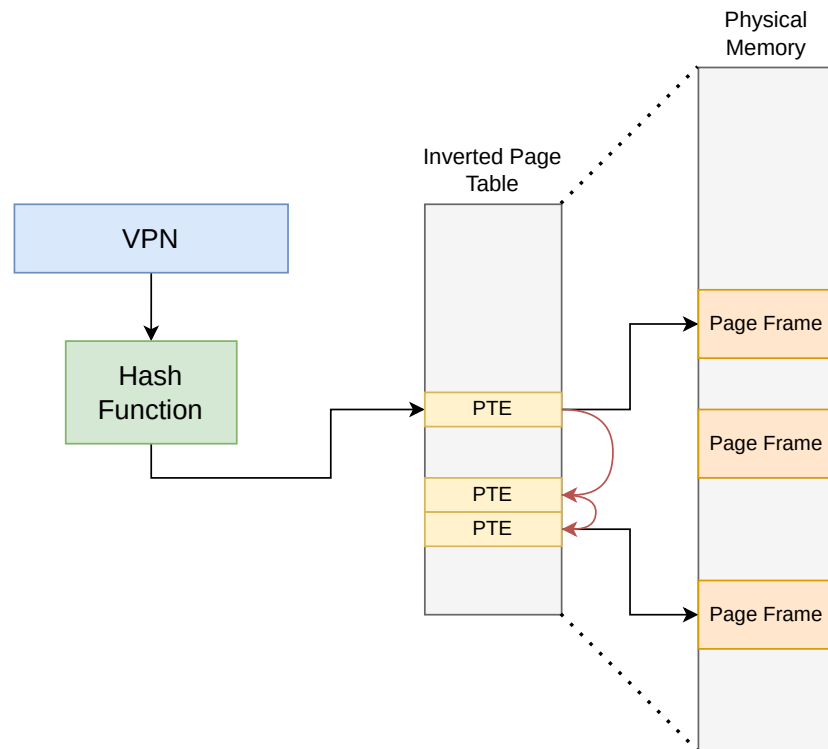 Physical
Memory
Inverted Page
Table
VPN
Hash
Function
PTE
PTE
PTE
Page Frame
Page Frame
Page Frame